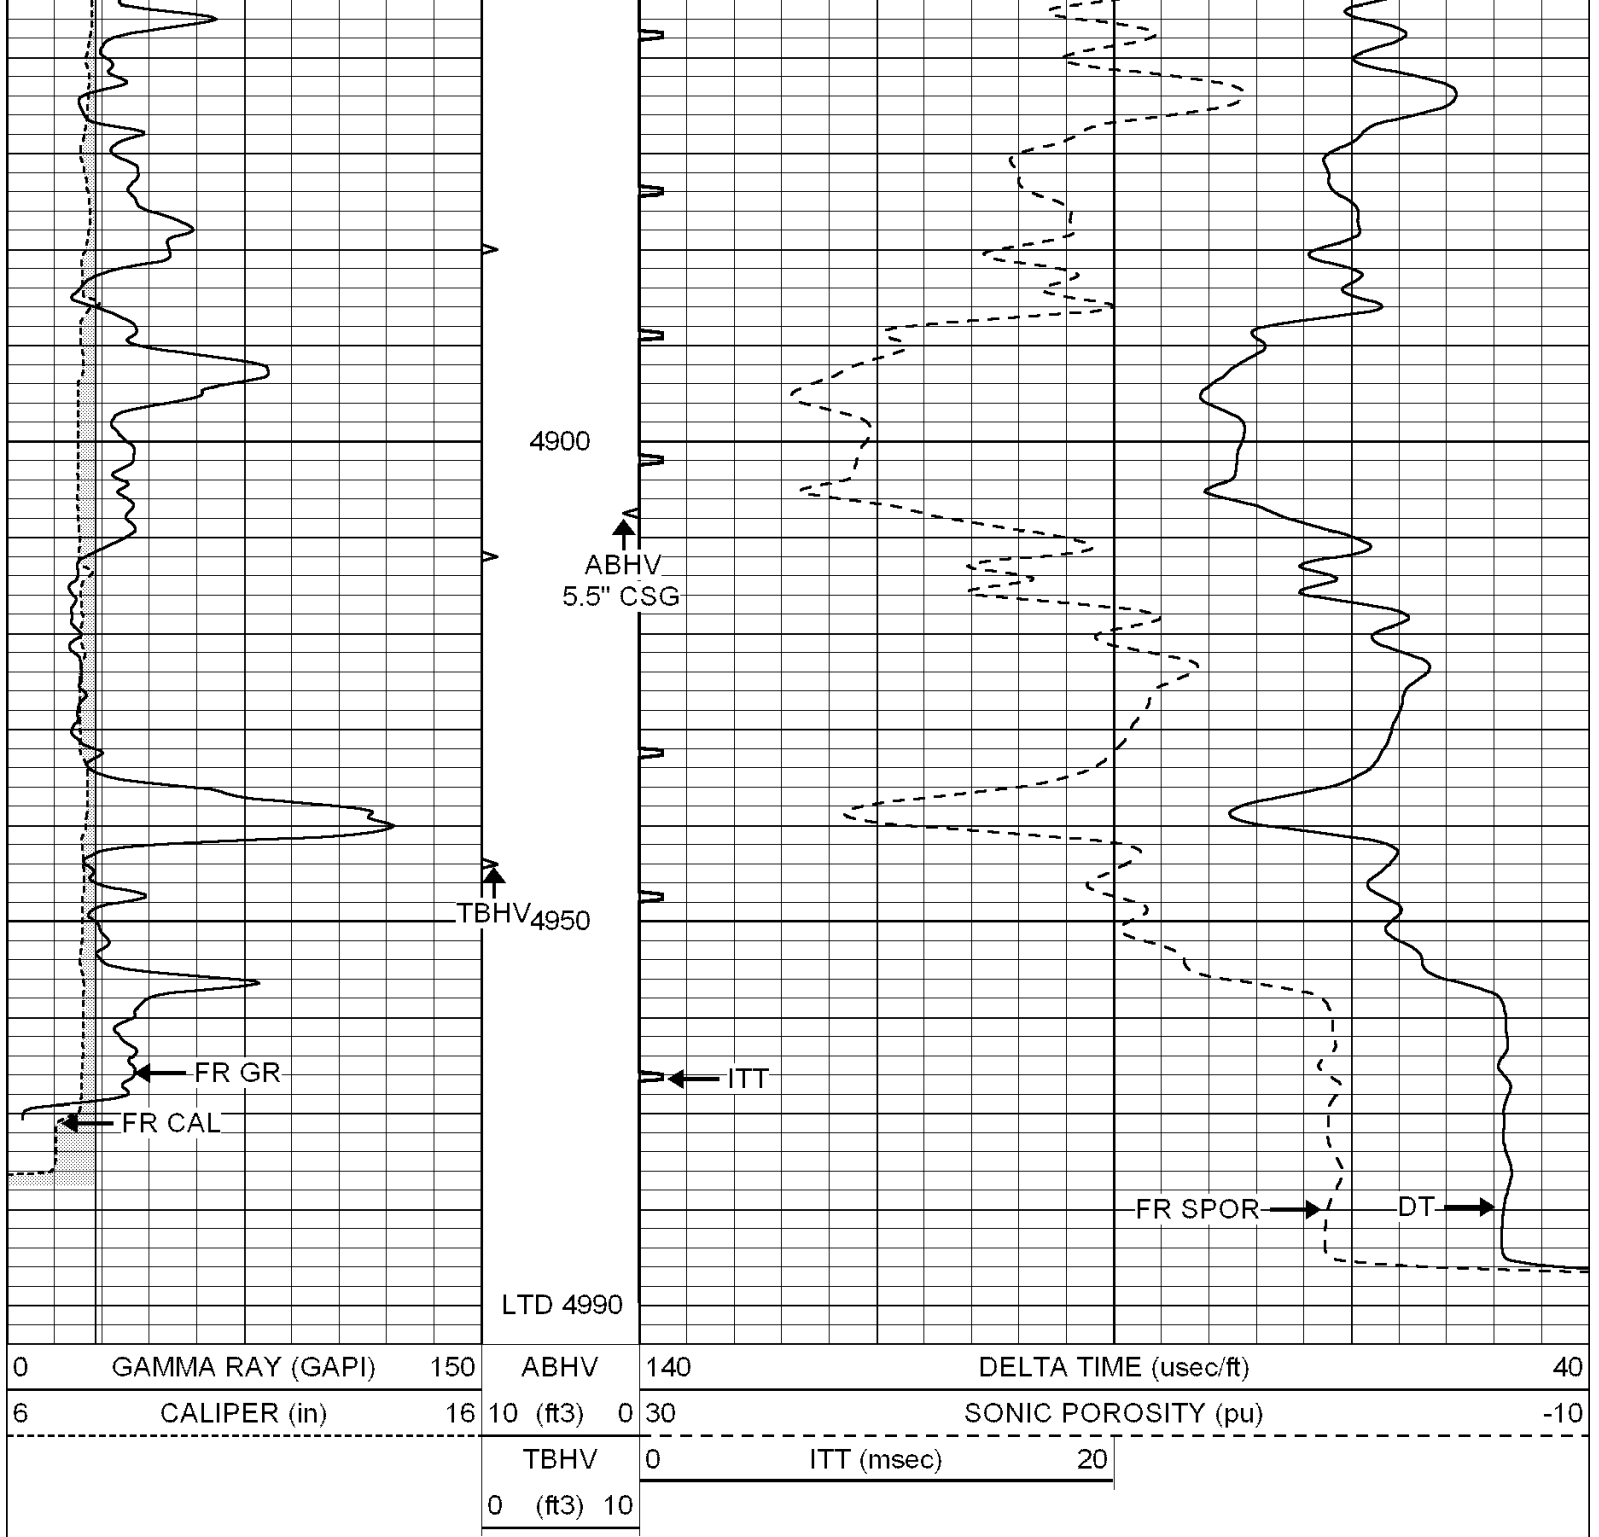 4900
ABHV
5.5" CSG
TBHV 4950
FR GR
ITT
FR CAL
FR SPOR
DT
LTD 4990
0 GAMMA RAY (GAPI) 150 ABHV 140 DELTA TIME (usec/ft) 40
6 CALIPER (in) 16 10 (ft3) 0 30 SONIC POROSITY (pu) -10
TBHV 0 ITT (msec) 20
0 (ft3) 10